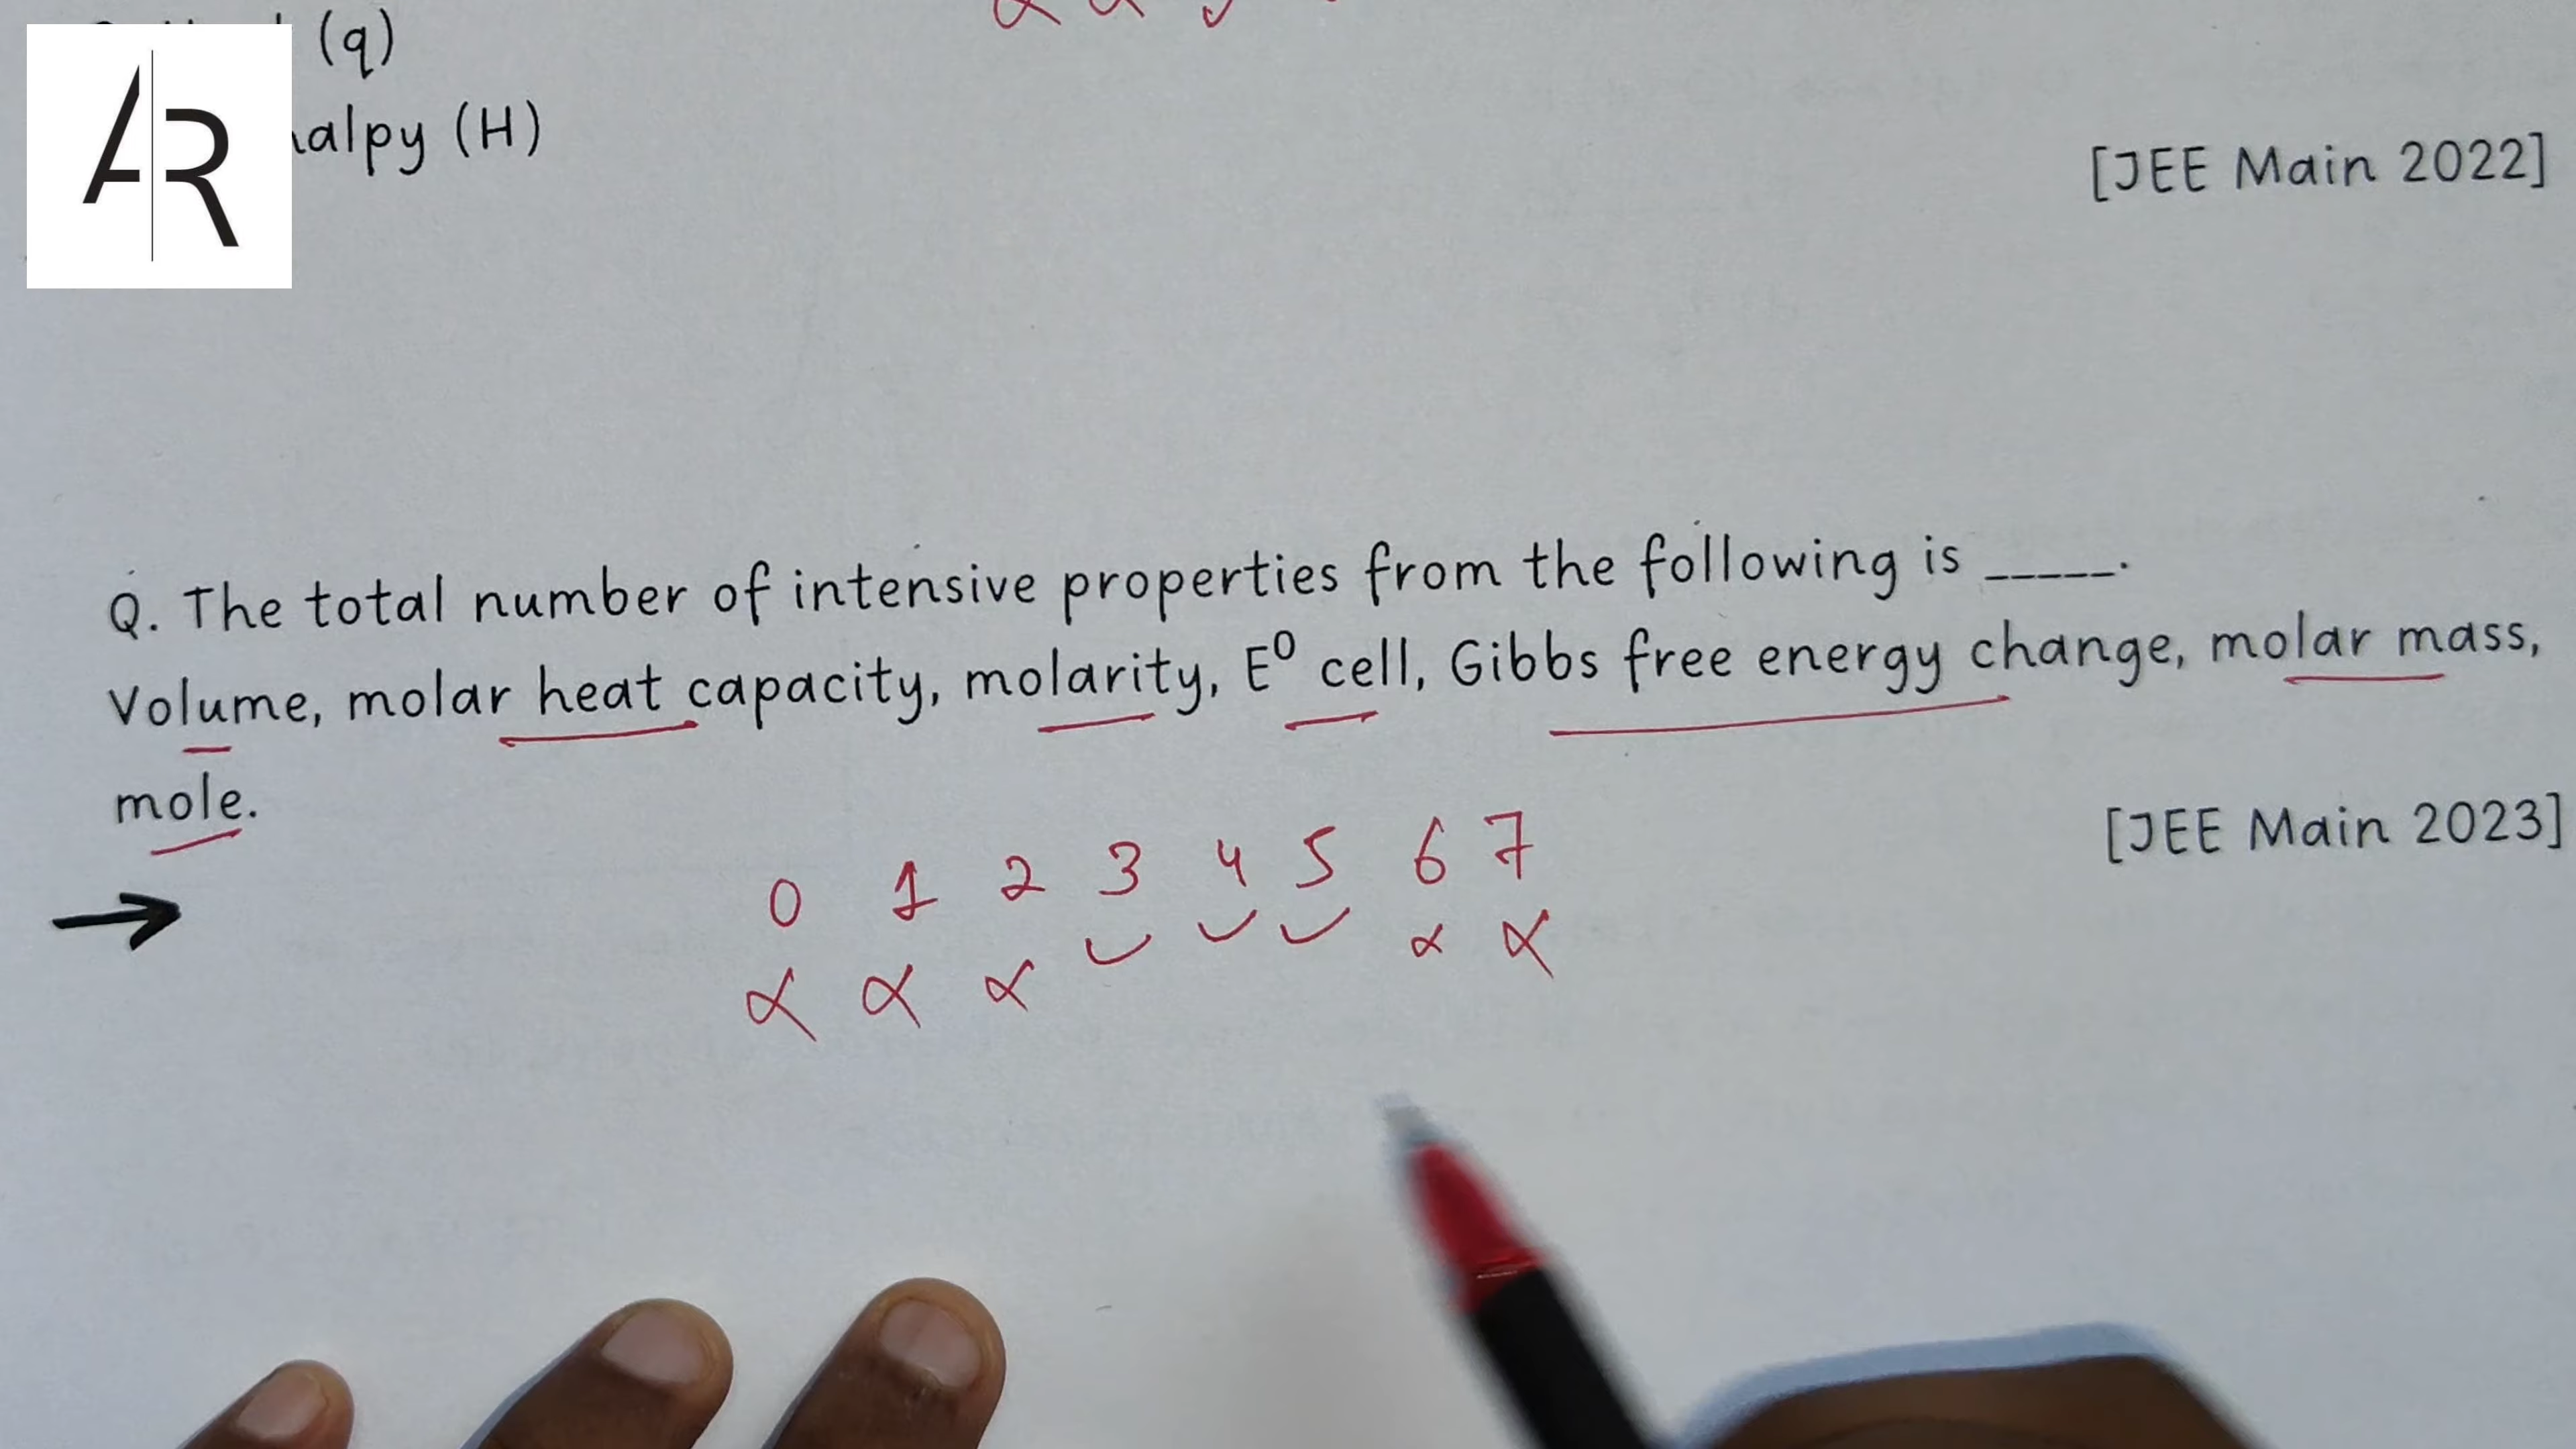 (q)
alpy (H)
AR
[JEE Main 2022]
Q. The total number of intensive properties from the following is _____.
Volume, molar heat capacity, molarity, E⁰ cell, Gibbs free energy change, molar mass,
mole.
[JEE Main 2023]
0 1 2 3 4 5 6 7